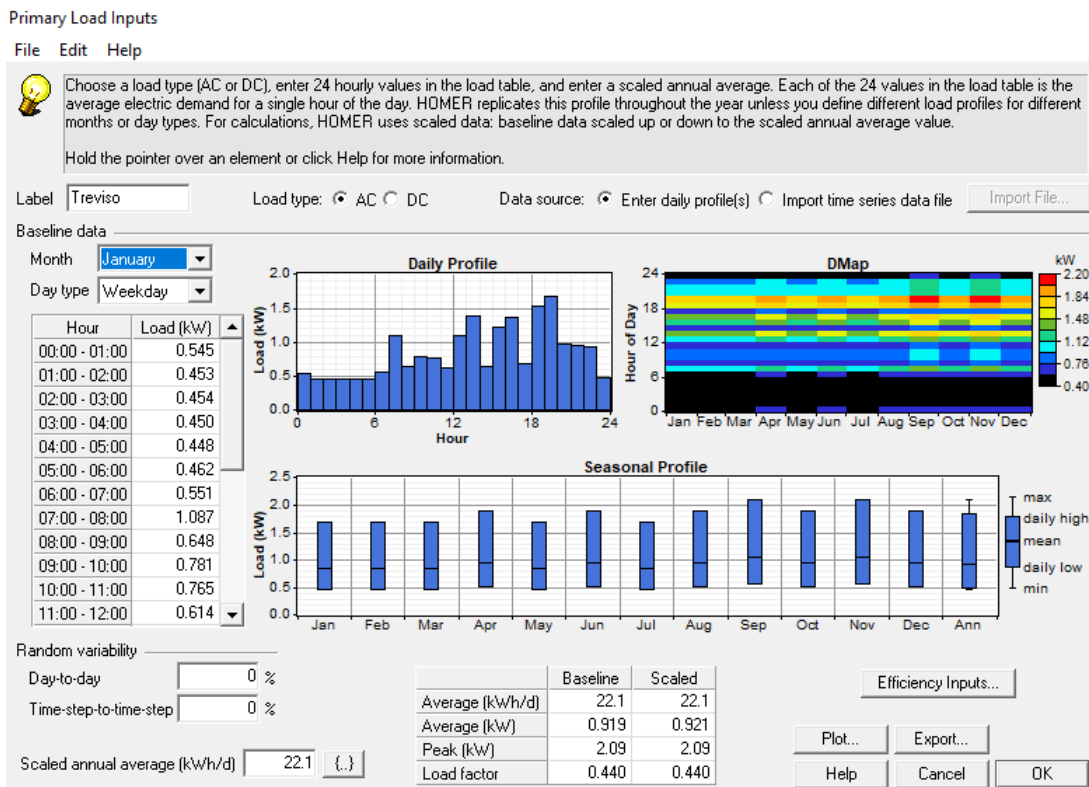 Primary Load Inputs
File Edit Help
Choose a load type (AC or DC), enter 24 hourly values in the load table, and enter a scaled annual average. Each of the 24 values in the load table is the
average electric demand for a single hour of the day. HOMER replicates this profile throughout the year unless you define different load profiles for different
months or day types. For calculations, HOMER uses scaled data: baseline data scaled up or down to the scaled annual average value.
Hold the pointer over an element or click Help for more information.
Label Treviso Load type: AC DC Data source: Enter daily profile(s) Import time series data file Import File...
Baseline data
Month January
Day type Weekday
Hour Load (kW)
00:00 - 01:00 0.545
01:00 - 02:00 0.453
02:00 - 03:00 0.454
03:00 - 04:00 0.450
04:00 - 05:00 0.448
05:00 - 06:00 0.462
06:00 - 07:00 0.551
07:00 - 08:00 1.087
08:00 - 09:00 0.648
09:00 - 10:00 0.781
10:00 - 11:00 0.765
11:00 - 12:00 0.614
Daily Profile
Load (kW)
2.0
1.5
1.0
0.5
0.0
0 6 12 18 24
Hour
DMap
Hour of Day
24
18
12
6
0
Jan Feb Mar Apr May Jun Jul Aug Sep Oct Nov Dec
kW
2.20
1.84
1.48
1.12
0.76
0.40
Seasonal Profile
Load (kW)
2.5
2.0
1.5
1.0
0.5
0.0
Jan Feb Mar Apr May Jun Jul Aug Sep Oct Nov Dec Ann
max
daily high
mean
daily low
min
Random variability
Day-to-day 0 %
Time-step-to-time-step 0 %
Scaled annual average (kWh/d) 22.1 {..}
Baseline Scaled
Average (kWh/d) 22.1 22.1
Average (kW) 0.919 0.921
Peak (kW) 2.09 2.09
Load factor 0.440 0.440
Efficiency Inputs...
Plot... Export...
Help Cancel OK